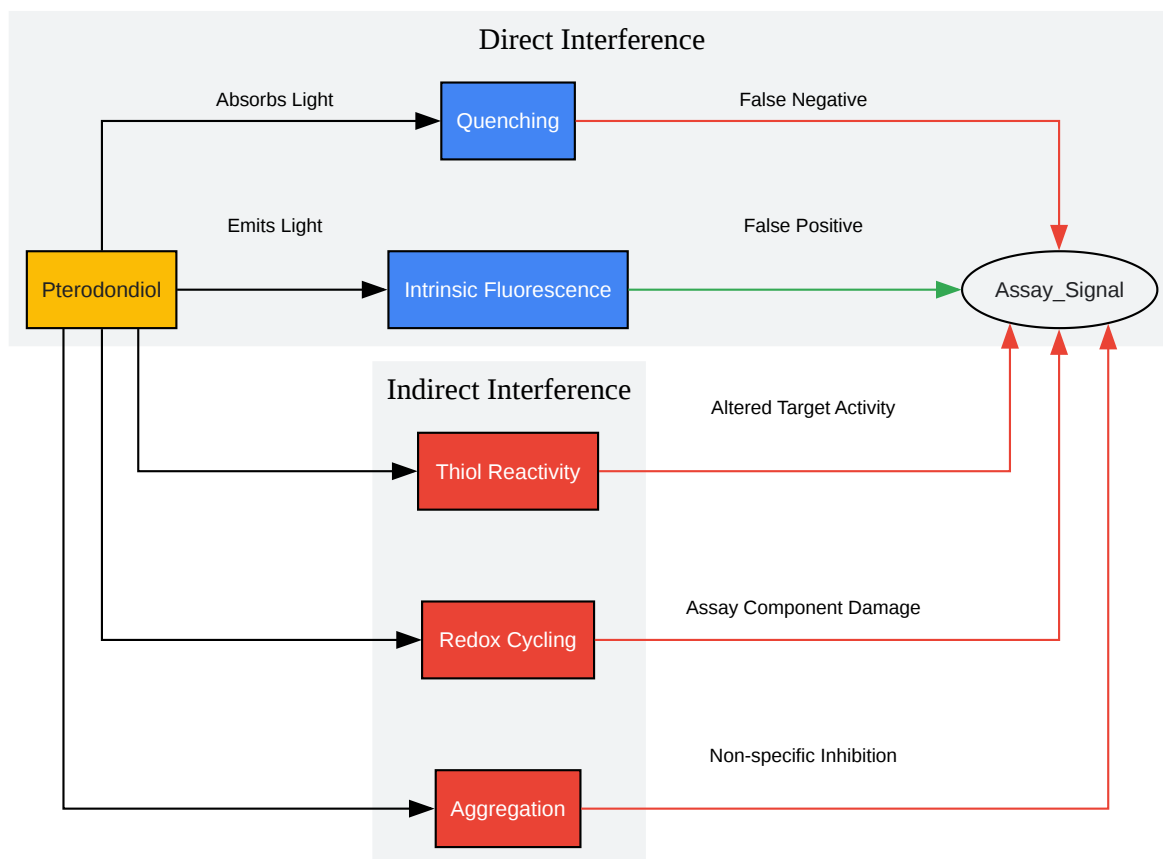 Direct Interference
Absorbs Light
Quenching
False Negative
Emits Light
False Positive
Pterodondiol
Intrinsic Fluorescence
Assay_Signal
Indirect Interference
Altered Target Activity
Thiol Reactivity
Assay Component Damage
Redox Cycling
Non-specific Inhibition
Aggregation